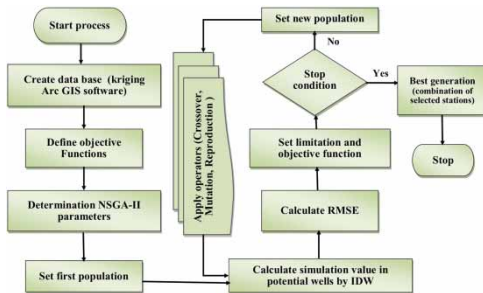 Start process
Create data base (kriging
Arc GIS software)
Define objective
Functions
Determination NSGA-II
parameters
Set first population
Apply operators (Crossover,
Mutation, Reproduction )
Calculate simulation value in
potential wells by IDW
Calculate RMSE
Set limitation and
objective function
Stop
condition
No
Set new population
Yes
Best generation
(combination of
selected stations)
Stop